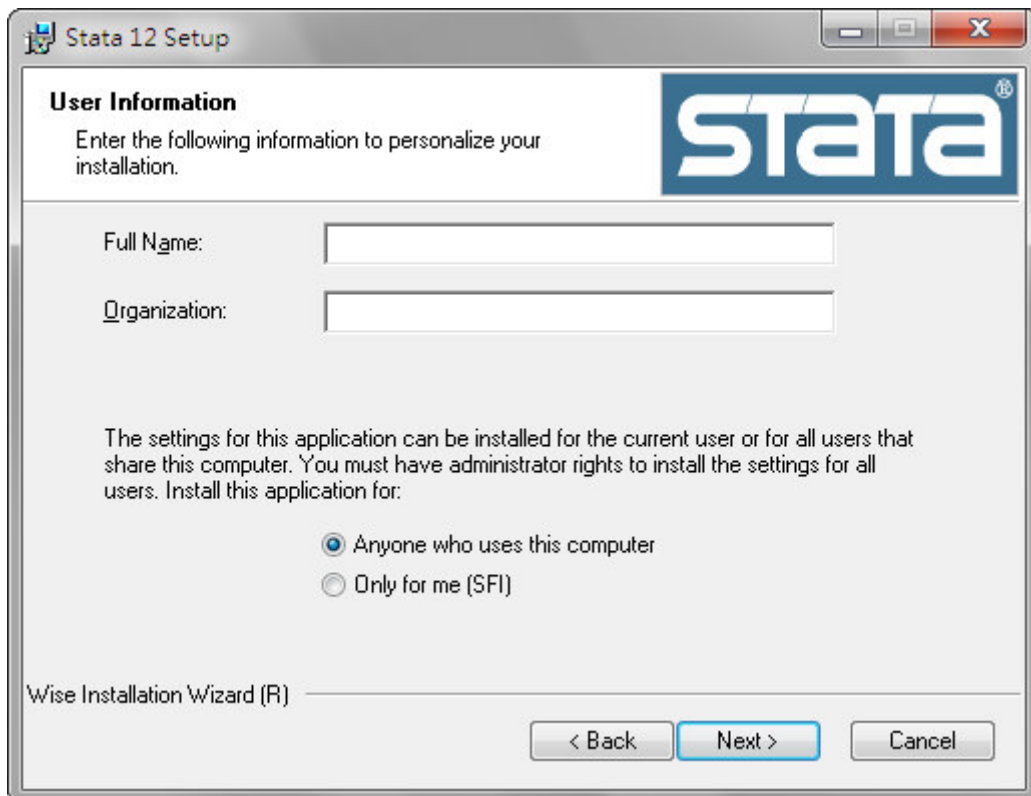 Stata 12 Setup
User Information
Enter the following information to personalize your
installation.
STATA®
Full Name:
Organization:
The settings for this application can be installed for the current user or for all users that
share this computer. You must have administrator rights to install the settings for all
users. Install this application for:
Anyone who uses this computer
Only for me (SFI)
Wise Installation Wizard (R)
< Back
Next >
Cancel